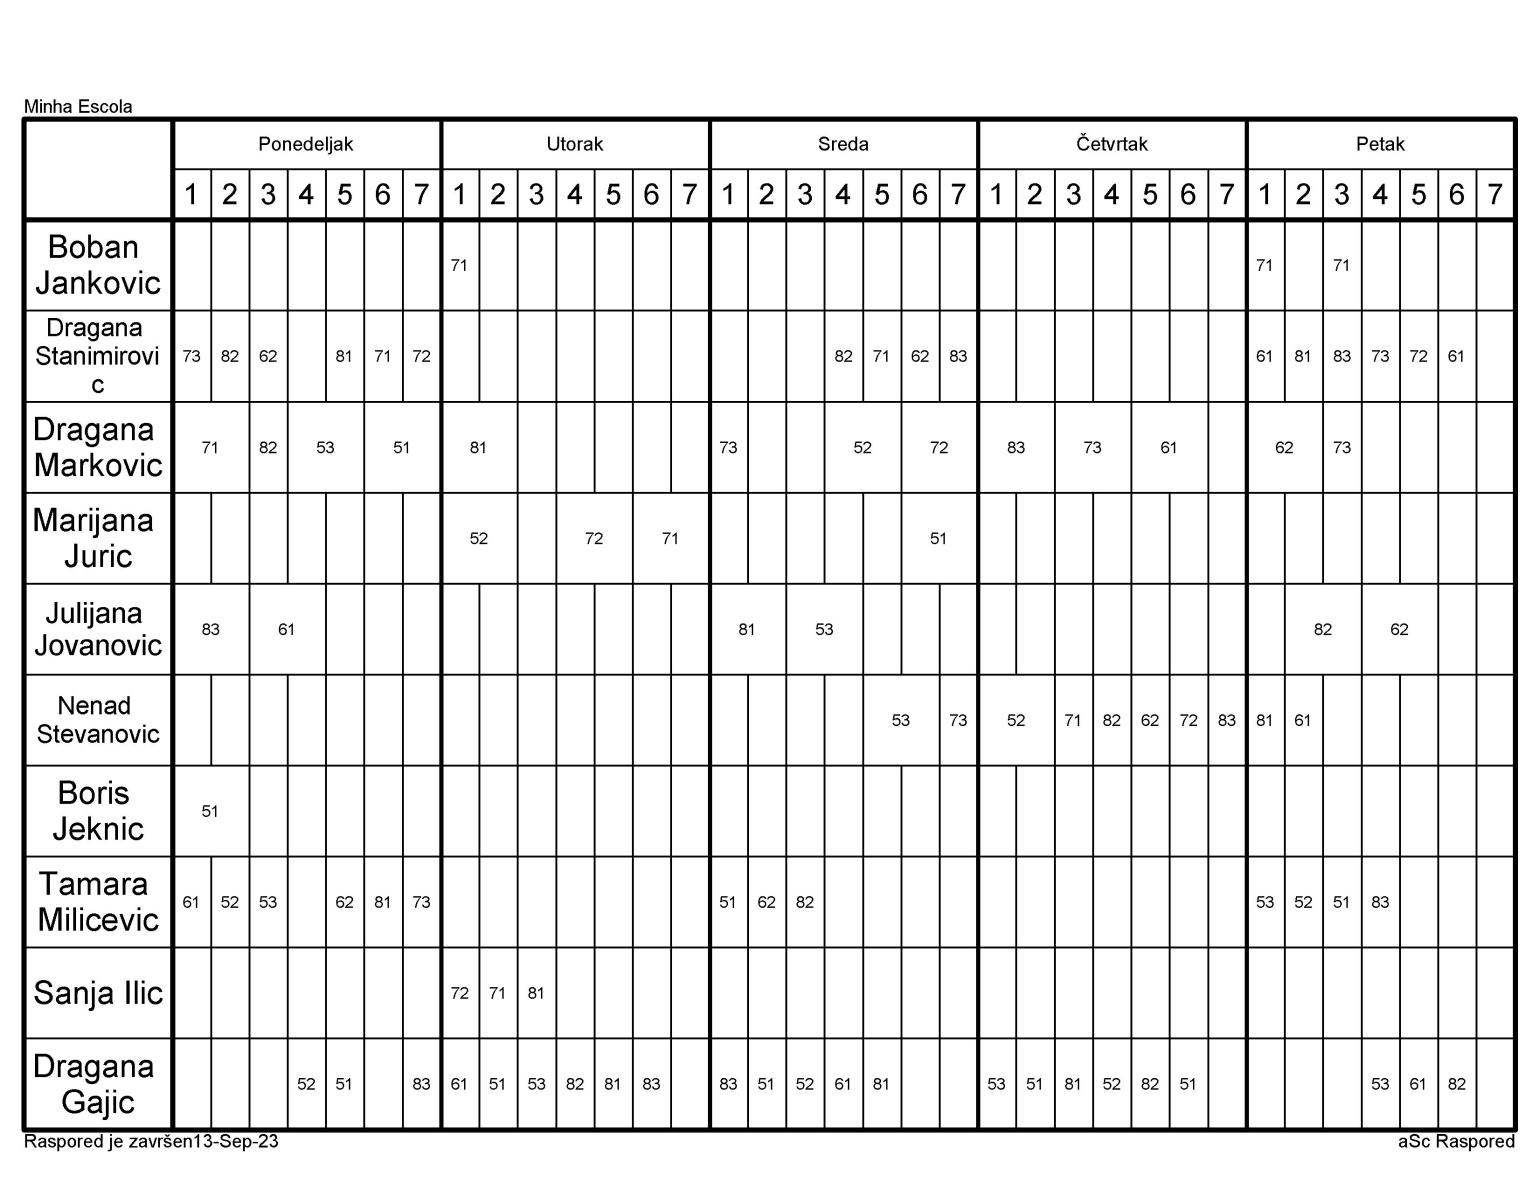 Minha Escola
Ponedeljak Utorak Sreda Četvrtak Petak
1 2 3 4 5 6 7 1 2 3 4 5 6 7 1 2 3 4 5 6 7 1 2 3 4 5 6 7 1 2 3 4 5 6 7
Boban
Jankovic
71 71 71
Dragana
Stanimirovi
c
73 82 62 81 71 72 82 71 62 83 61 81 83 73 72 61
Dragana
Markovic
71 82 53 51 81 73 52 72 83 73 61 62 73
Marijana
Juric
52 72 71 51
Julijana
Jovanovic
83 61 81 53 82 62
Nenad
Stevanovic
53 73 52 71 82 62 72 83 81 61
Boris
Jeknic
51
Tamara
Milicevic
61 52 53 62 81 73 51 62 82 53 52 51 83
Sanja Ilic
72 71 81
Dragana
Gajic
52 51 83 61 51 53 82 81 83 83 51 52 61 81 53 51 81 52 82 51 53 61 82
Raspored je završen13-Sep-23
aSc Raspored